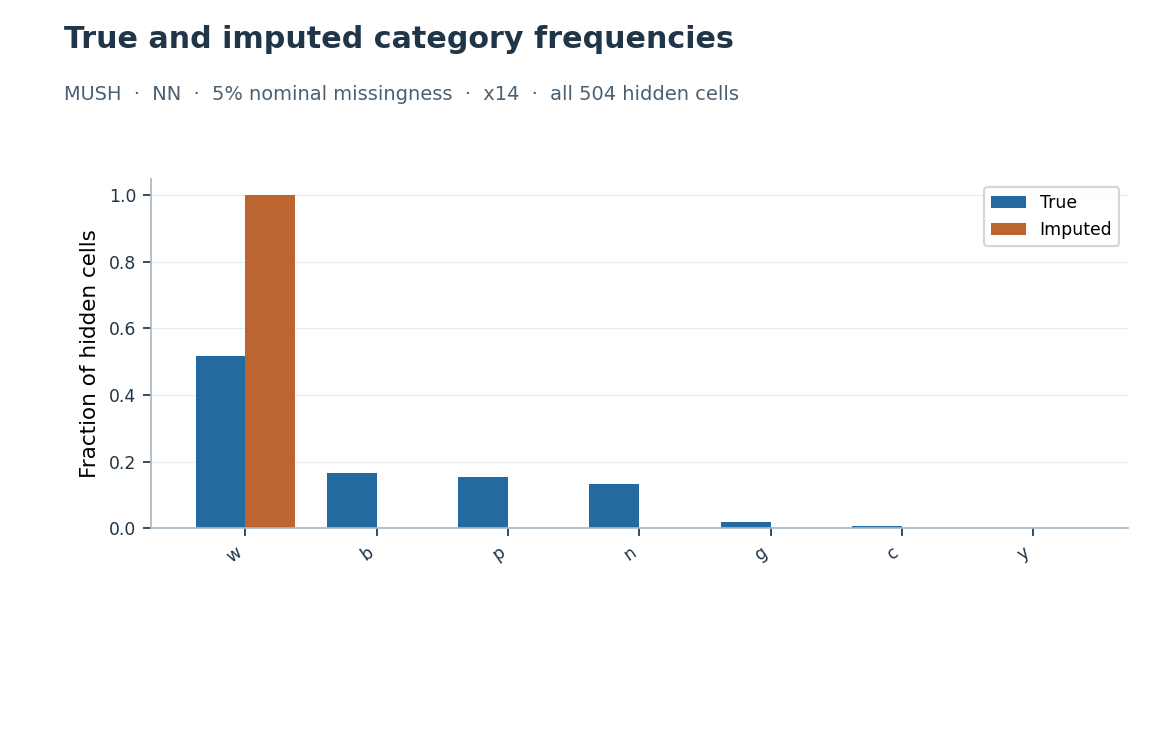 True and imputed category frequencies
MUSH · NN · 5% nominal missingness · x14 · all 504 hidden cells
True
Imputed
Fraction of hidden cells
1.0
0.8
0.6
0.4
0.2
0.0
w b p n g c y